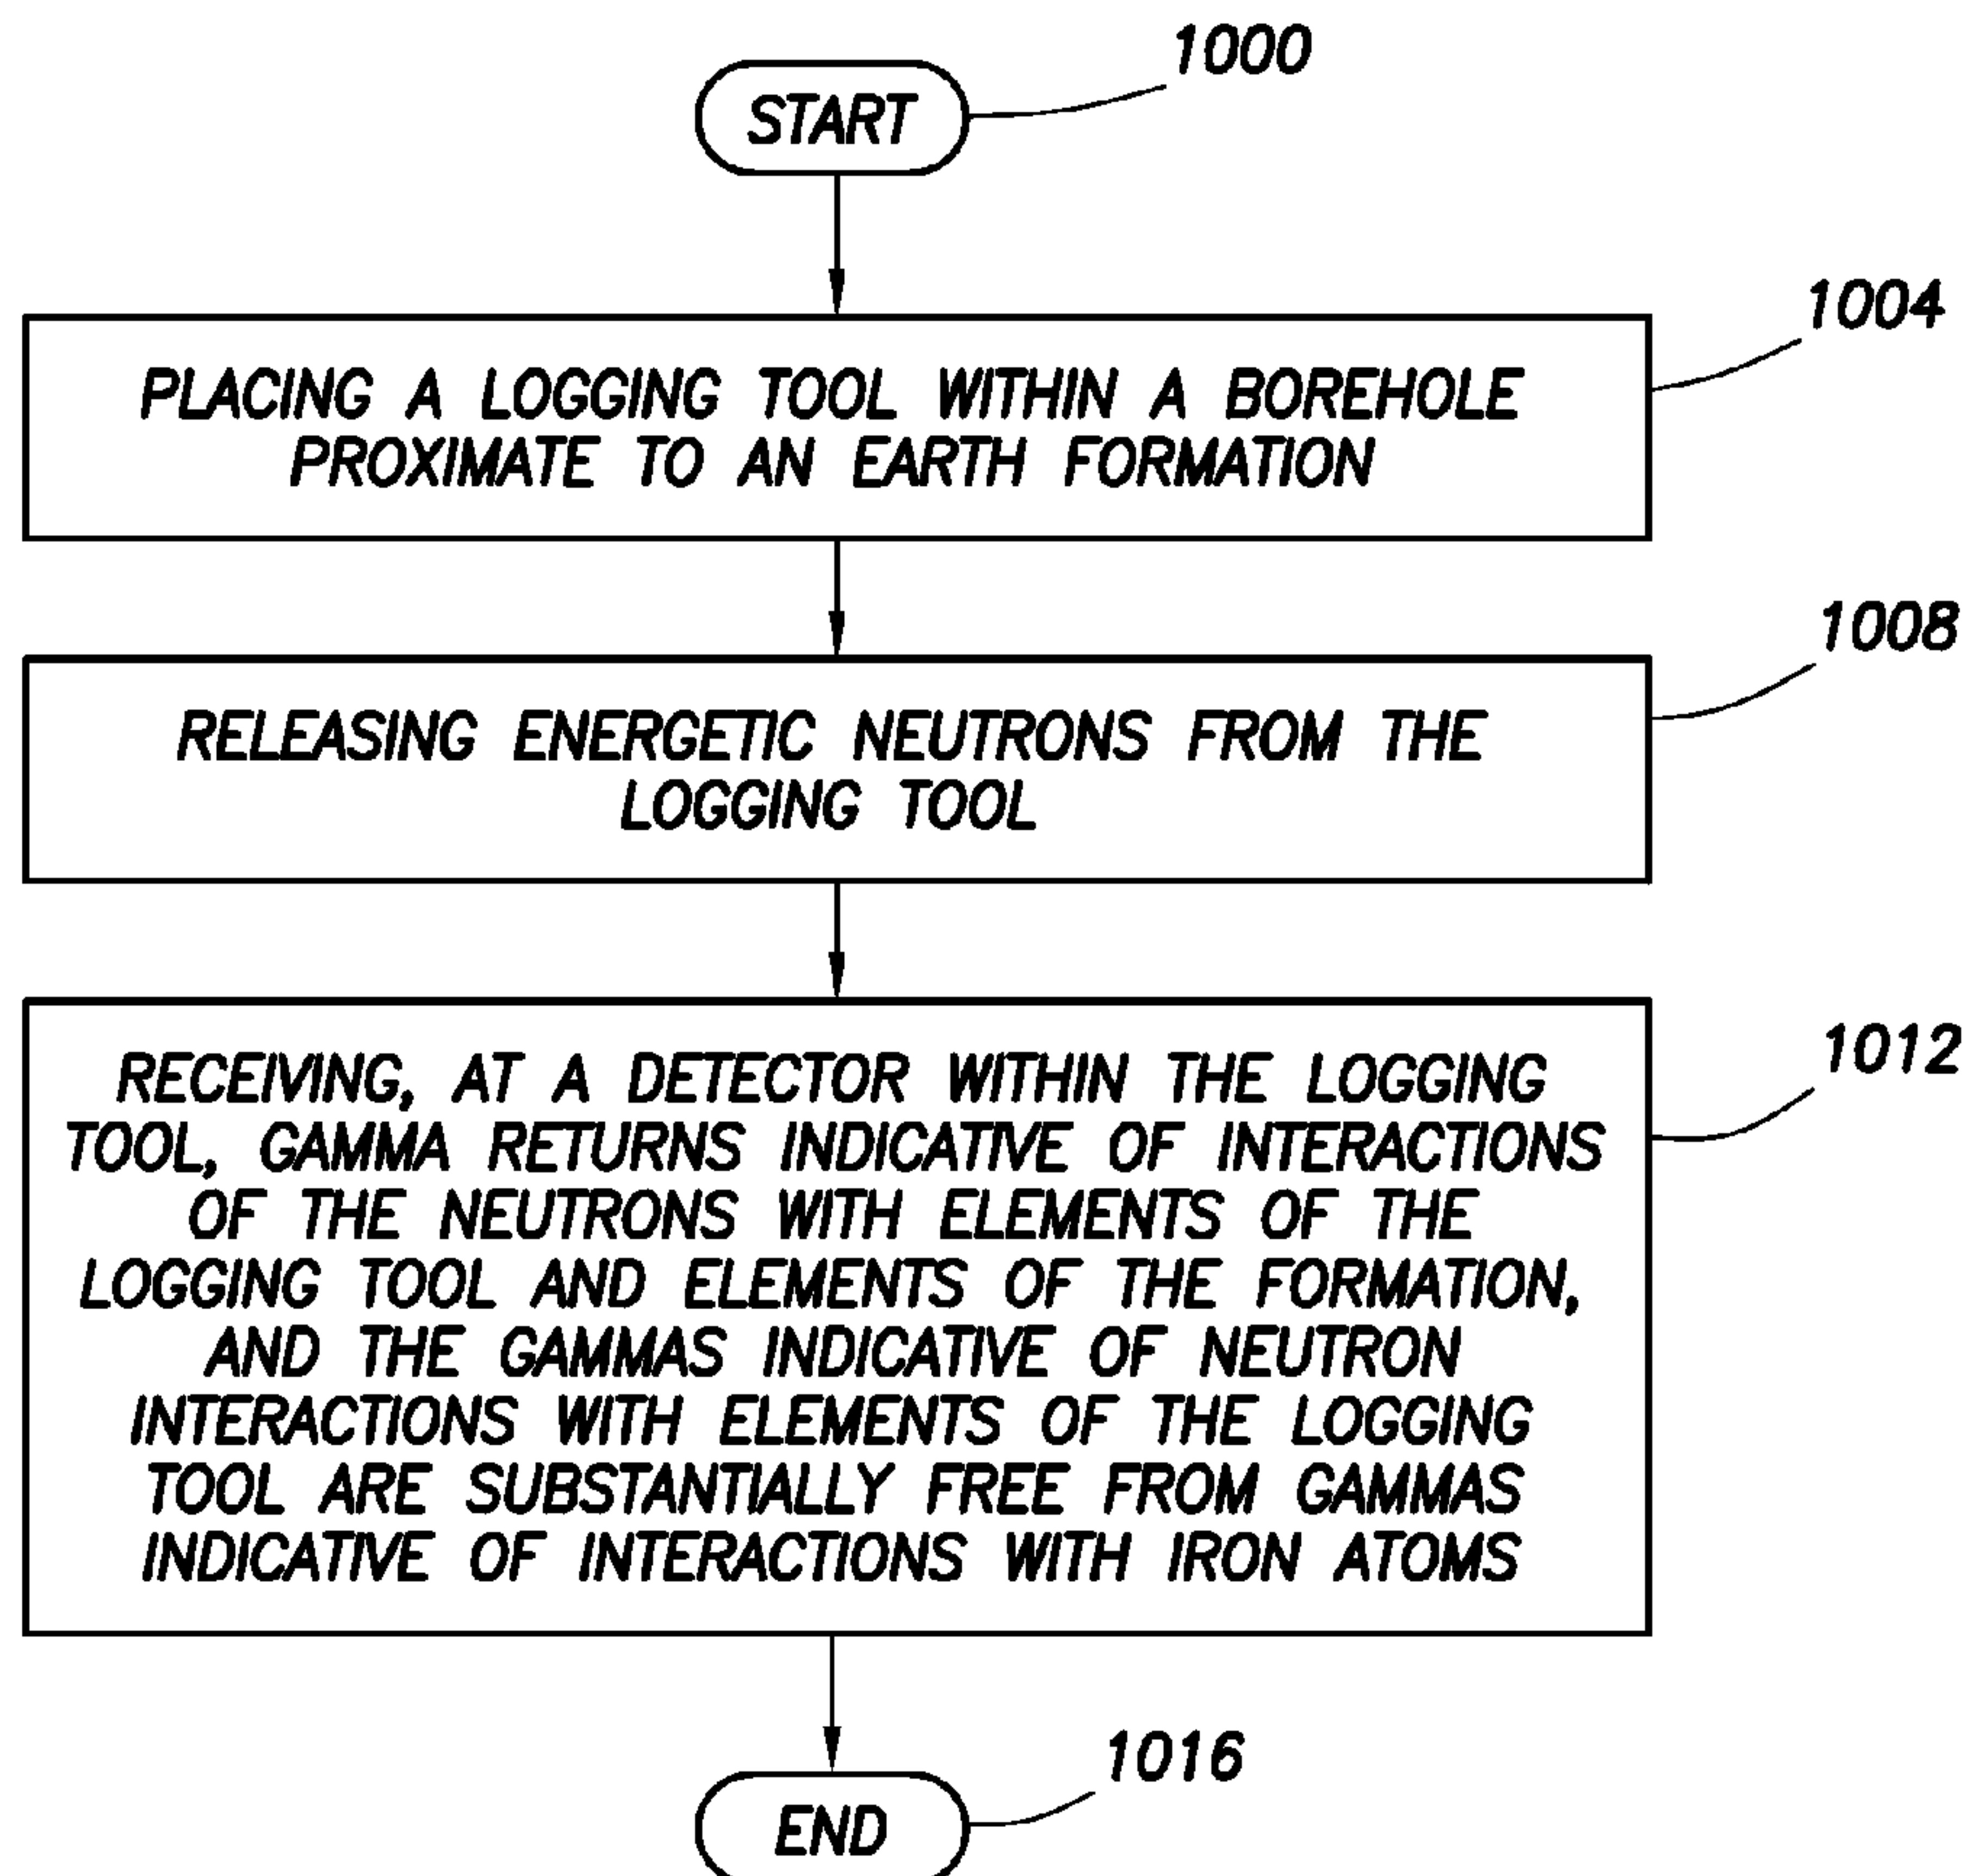 1000
START
1004
PLACING A LOGGING TOOL WITHIN A BOREHOLE
PROXIMATE TO AN EARTH FORMATION
1008
RELEASING ENERGETIC NEUTRONS FROM THE
LOGGING TOOL
1012
RECEIVING, AT A DETECTOR WITHIN THE LOGGING
TOOL, GAMMA RETURNS INDICATIVE OF INTERACTIONS
OF THE NEUTRONS WITH ELEMENTS OF THE
LOGGING TOOL AND ELEMENTS OF THE FORMATION,
AND THE GAMMAS INDICATIVE OF NEUTRON
INTERACTIONS WITH ELEMENTS OF THE LOGGING
TOOL ARE SUBSTANTIALLY FREE FROM GAMMAS
INDICATIVE OF INTERACTIONS WITH IRON ATOMS
1016
END